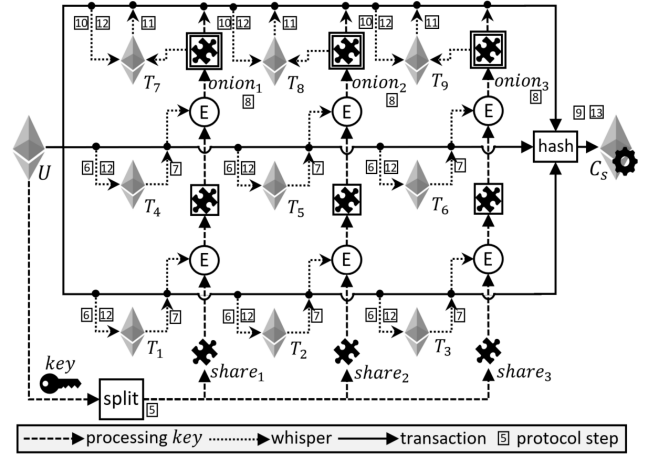 10 12 11 10 12 11 10 12 11
T7 onion1 T8 onion2 T9 onion3
8 8 8
E E E
9 13
U hash Cs
6 12 7 6 12 7 6 12 7
T4 T5 T6
E E E
6 12 7 6 12 7 6 12 7
T1 T2 T3
key share1 share2 share3
split 5
processing key whisper transaction 5 protocol step